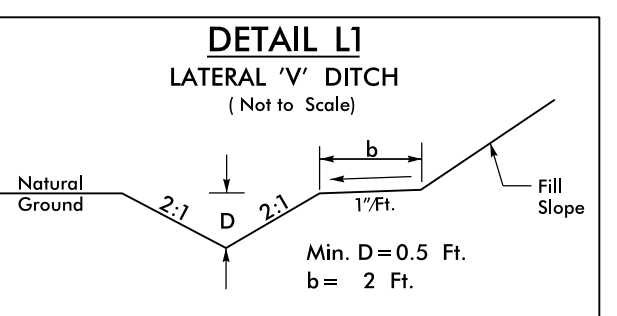 DETAIL L1
LATERAL 'V' DITCH
( Not to Scale)
b
Natural
Ground
2:1
D
2:1
1"/Ft.
Fill
Slope
Min. D=0.5 Ft.
b= 2 Ft.